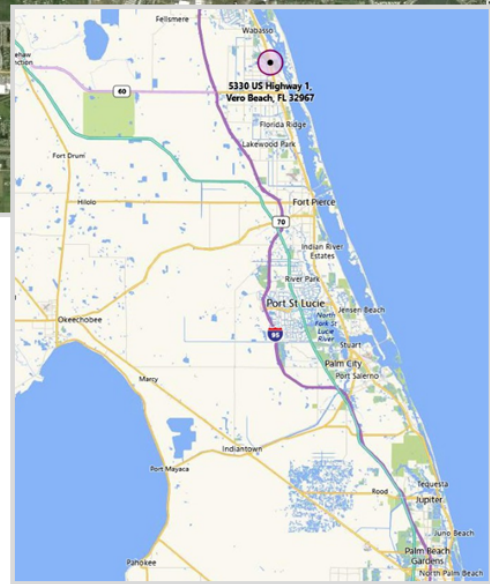 Fellsmere
Wabasso
5330 US Highway 1,
Vero Beach, FL 32967
60
Florida Ridge
Lakewood Park
Fort Drum
Hilolo
Fort Pierce
70
Indian River
Estates
River Park
Port St Lucie
Jensen Beach
North
Fork St
Lucie
River
Okeechobee
95
Stuart
Palm City
Port Salerno
Marcy
Indiantown
Port Mayaca
Rood
Tequesta
Jupiter
Juno Beach
Pahokee
Palm Beach
Gardens
North Palm Beach